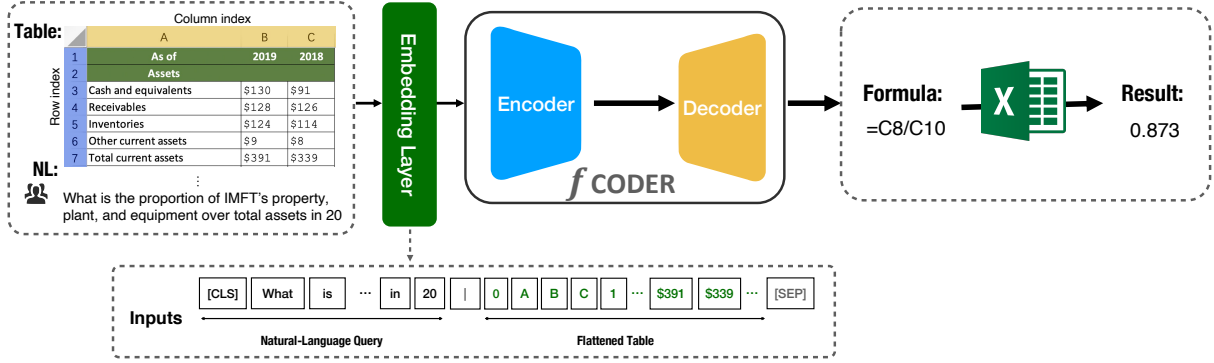 Column index
Table:
A B C
Row index
1 As of 2019 2018
2 Assets
3 Cash and equivalents $130 $91
4 Receivables $128 $126
5 Inventories $124 $114
6 Other current assets $9 $8
7 Total current assets $391 $339
⋮
NL:
What is the proportion of IMFT's property,
plant, and equipment over total assets in 20
Embedding Layer
Encoder
Decoder
f CODER
Formula:
=C8/C10
X
Result:
0.873
Inputs
[CLS] What is ··· in 20 | 0 A B C 1 ··· $391 $339 ··· [SEP]
Natural-Language Query Flattened Table